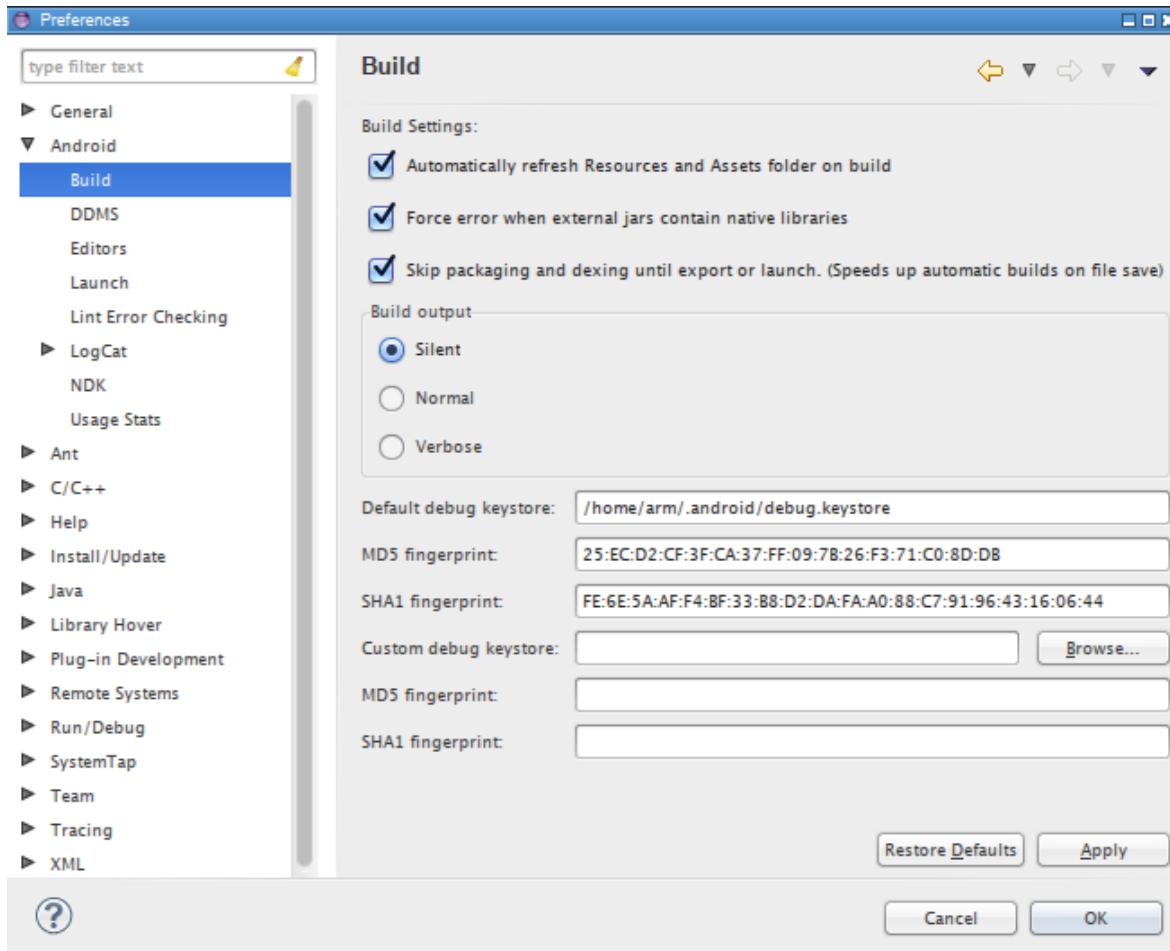 Preferences
type filter text
General
Android
Build
DDMS
Editors
Launch
Lint Error Checking
LogCat
NDK
Usage Stats
Ant
C/C++
Help
Install/Update
Java
Library Hover
Plug-in Development
Remote Systems
Run/Debug
SystemTap
Team
Tracing
XML
Build
Build Settings:
Automatically refresh Resources and Assets folder on build
Force error when external jars contain native libraries
Skip packaging and dexing until export or launch. (Speeds up automatic builds on file save)
Build output
Silent
Normal
Verbose
Default debug keystore: /home/arm/.android/debug.keystore
MD5 fingerprint: 25:EC:D2:CF:3F:CA:37:FF:09:7B:26:F3:71:C0:8D:DB
SHA1 fingerprint: FE:6E:5A:AF:F4:BF:33:B8:D2:DA:FA:A0:88:C7:91:96:43:16:06:44
Custom debug keystore: Browse...
MD5 fingerprint:
SHA1 fingerprint:
Restore Defaults Apply
? Cancel OK